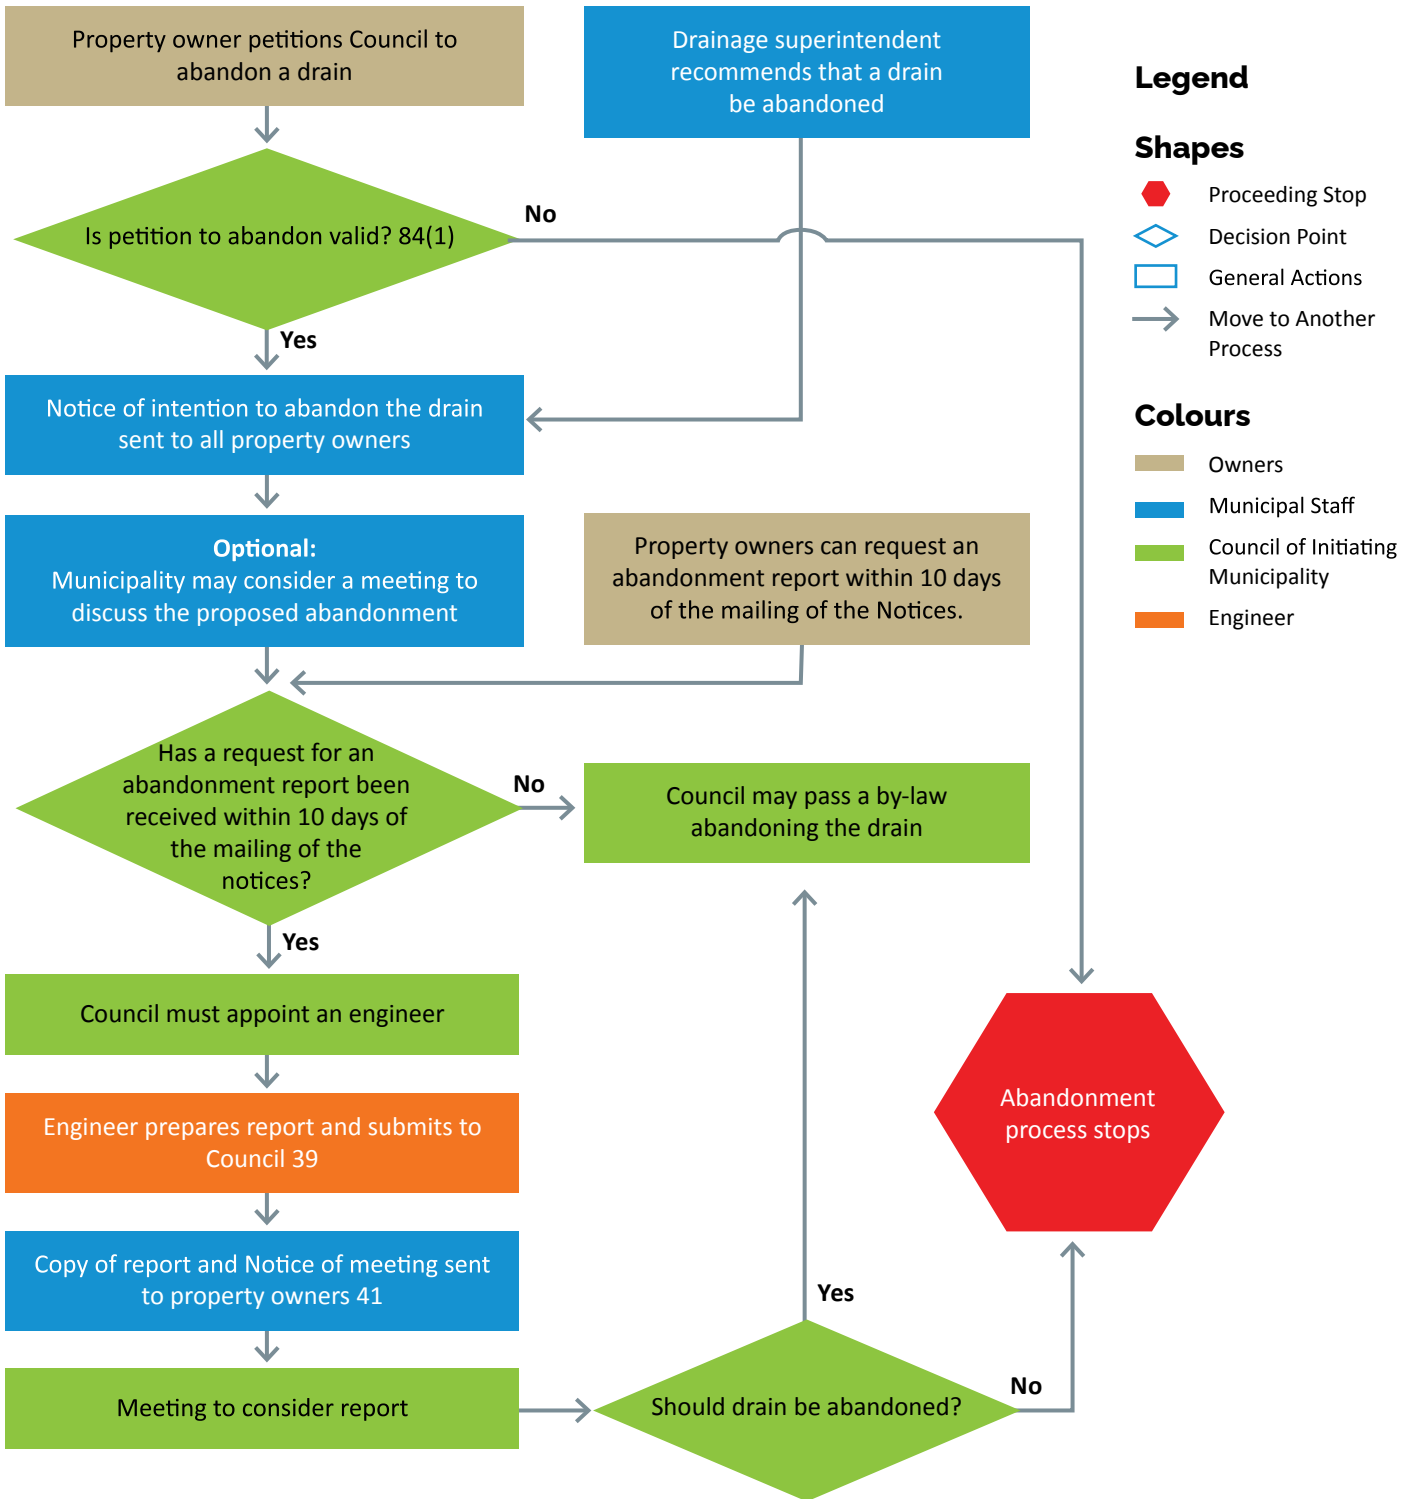 Property owner petitions Council to
abandon a drain
Drainage superintendent
recommends that a drain
be abandoned
Is petition to abandon valid? 84(1)
No
Yes
Notice of intention to abandon the drain
sent to all property owners
Optional:
Municipality may consider a meeting to
discuss the proposed abandonment
Property owners can request an
abandonment report within 10 days
of the mailing of the Notices.
Has a request for an
abandonment report been
received within 10 days of
the mailing of the
notices?
No
Council may pass a by-law
abandoning the drain
Yes
Council must appoint an engineer
Engineer prepares report and submits to
Council 39
Copy of report and Notice of meeting sent
to property owners 41
Meeting to consider report
Should drain be abandoned?
Yes
No
Abandonment
process stops
Legend
Shapes
Proceeding Stop
Decision Point
General Actions
Move to Another
Process
Colours
Owners
Municipal Staff
Council of Initiating
Municipality
Engineer